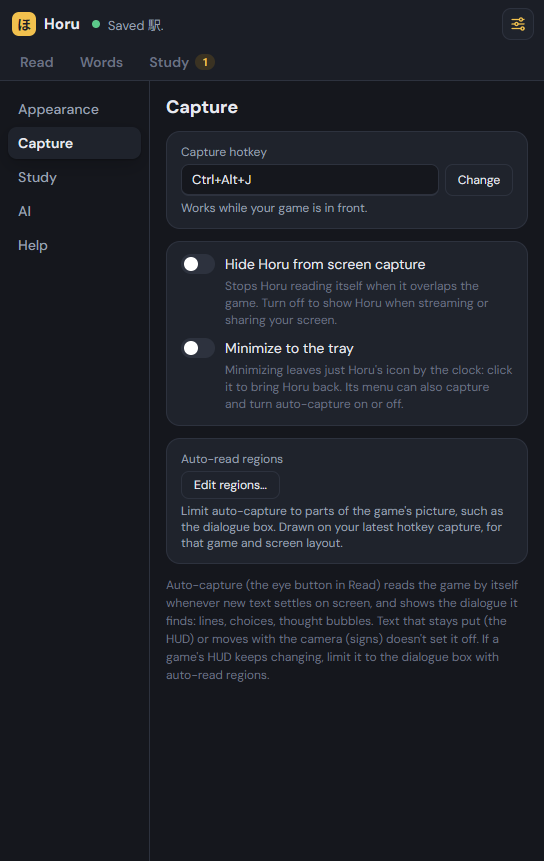 ほ Horu Saved 駅.
Read Words Study 1
Appearance
Capture
Study
AI
Help
Capture
Capture hotkey
Ctrl+Alt+J Change
Works while your game is in front.
Hide Horu from screen capture
Stops Horu reading itself when it overlaps the
game. Turn off to show Horu when streaming or
sharing your screen.
Minimize to the tray
Minimizing leaves just Horu's icon by the clock: click
it to bring Horu back. Its menu can also capture
and turn auto-capture on or off.
Auto-read regions
Edit regions...
Limit auto-capture to parts of the game's picture, such as
the dialogue box. Drawn on your latest hotkey capture, for
that game and screen layout.
Auto-capture (the eye button in Read) reads the game by itself
whenever new text settles on screen, and shows the dialogue it
finds: lines, choices, thought bubbles. Text that stays put (the
HUD) or moves with the camera (signs) doesn't set it off. If a
game's HUD keeps changing, limit it to the dialogue box with
auto-read regions.